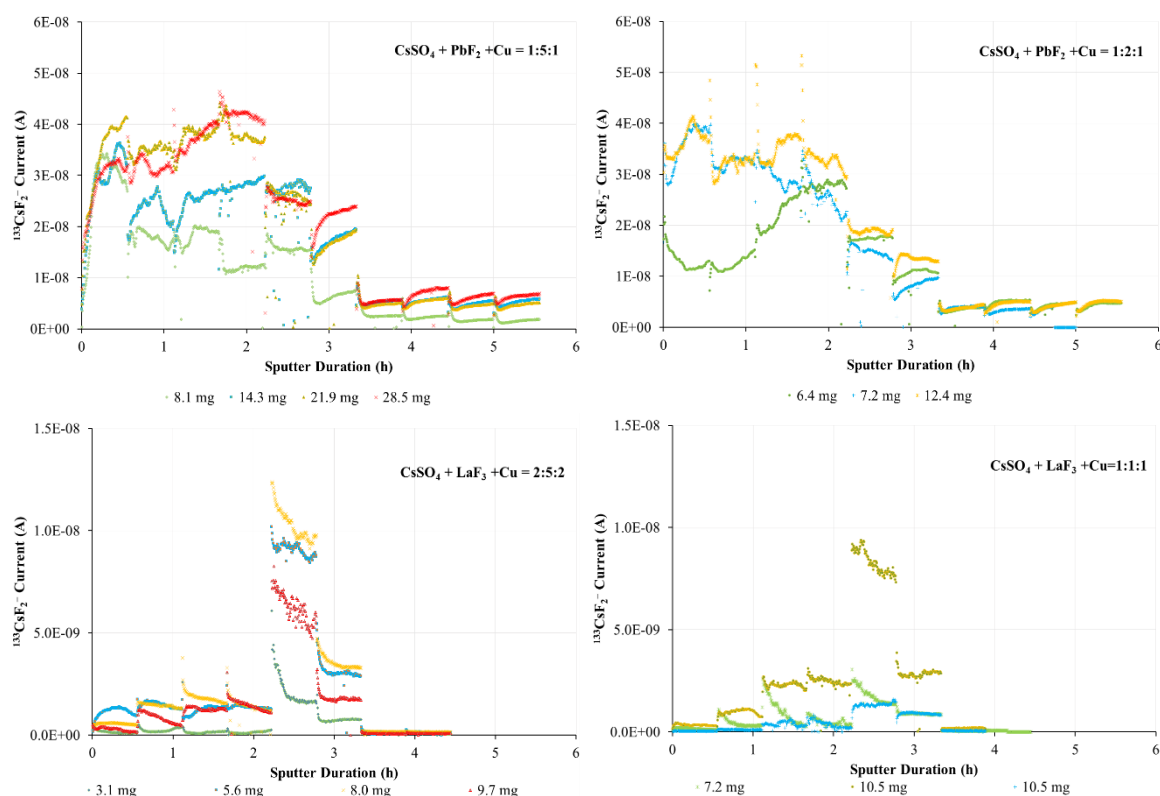 6E-08
5E-08
4E-08
3E-08
2E-08
1E-08
0E+00
¹³³CsF₂⁻ Current (A)
CsSO₄ + PbF₂ +Cu = 1:5:1
0 1 2 3 4 5 6
Sputter Duration (h)
8.1 mg 14.3 mg 21.9 mg 28.5 mg
6E-08
5E-08
4E-08
3E-08
2E-08
1E-08
0E+00
¹³³CsF₂⁻ Current (A)
CsSO₄ + PbF₂ +Cu = 1:2:1
0 1 2 3 4 5 6
Sputter Duration (h)
6.4 mg 7.2 mg 12.4 mg
1.5E-08
1.0E-08
5.0E-09
0.0E+00
¹³³CsF₂⁻ Current (A)
CsSO₄ + LaF₃ +Cu = 2:5:2
0 1 2 3 4 5 6
Sputter Duration (h)
3.1 mg 5.6 mg 8.0 mg 9.7 mg
1.5E-08
1.0E-08
5.0E-09
0.0E+00
¹³³CsF₂⁻ Current (A)
CsSO₄ + LaF₃ +Cu=1:1:1
0 1 2 3 4 5 6
Sputter Duration (h)
7.2 mg 10.5 mg 10.5 mg